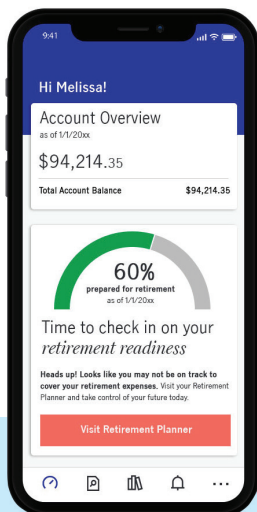 9:41
Hi Melissa!
Account Overview
as of 1/1/20xx
$94,214.35
Total Account Balance $94,214.35
60%
prepared for retirement
as of 1/1/20xx
Time to check in on your
retirement readiness
Heads up! Looks like you may not be on track to
cover your retirement expenses. Visit your Retirement
Planner and take control of your future today.
Visit Retirement Planner